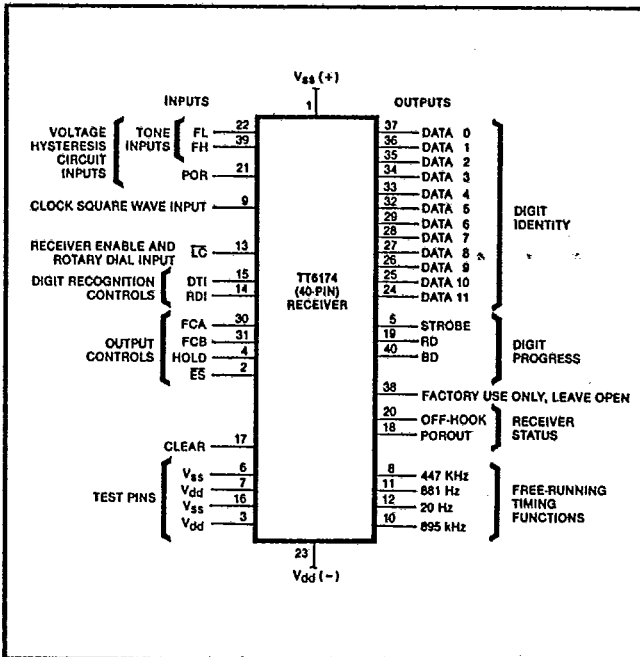 Vss (+)
1
INPUTS
OUTPUTS
VOLTAGE HYSTERESIS CIRCUIT INPUTS
TONE INPUTS
22 FL
39 FH
21 POR
CLOCK SQUARE WAVE INPUT 9
RECEIVER ENABLE AND ROTARY DIAL INPUT
13 L̅C̅
DIGIT RECOGNITION CONTROLS
15 DTI
14 RDI
OUTPUT CONTROLS
30 FCA
31 FCB
4 HOLD
2 E̅S̅
CLEAR 17
TEST PINS
Vss 6
Vdd 7
Vss 16
Vdd 3
TT6174
(40-PIN)
RECEIVER
37 DATA 0
36 DATA 1
35 DATA 2
34 DATA 3
33 DATA 4
32 DATA 5
29 DATA 6
28 DATA 7
27 DATA 8
26 DATA 9
25 DATA 10
24 DATA 11
DIGIT IDENTITY
5 STROBE
19 RD
40 BD
DIGIT PROGRESS
38 FACTORY USE ONLY, LEAVE OPEN
20 OFF-HOOK
18 POROUT
RECEIVER STATUS
8 447 KHz
11 881 Hz
12 20 Hz
10 895 kHz
FREE-RUNNING TIMING FUNCTIONS
23
Vdd (−)